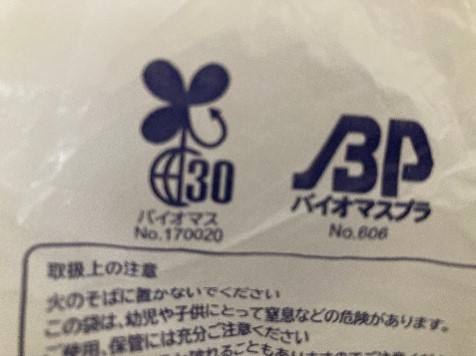 30
バイオマス
No.170020
BP
バイオマスプラ
No.606
取扱上の注意
火のそばに置かないでください
この袋は、幼児や子供にとって窒息などの危険があります。
ご使用、保管には充分ご注意ください